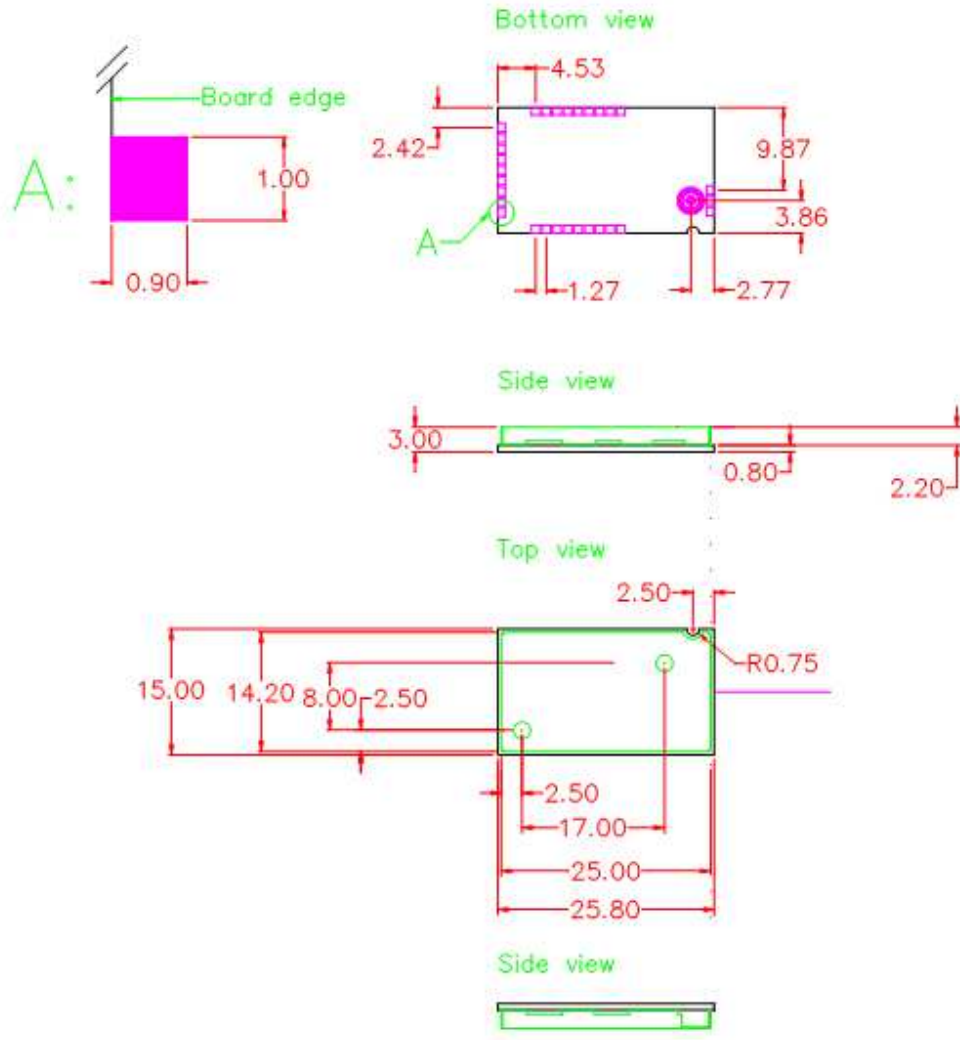 Bottom view
4.53
Board edge
2.42
9.87
A:
1.00
3.86
A
0.90
1.27
2.77
Side view
3.00
0.80
2.20
Top view
2.50
R0.75
15.00
14.20
8.00
2.50
2.50
17.00
25.00
25.80
Side view